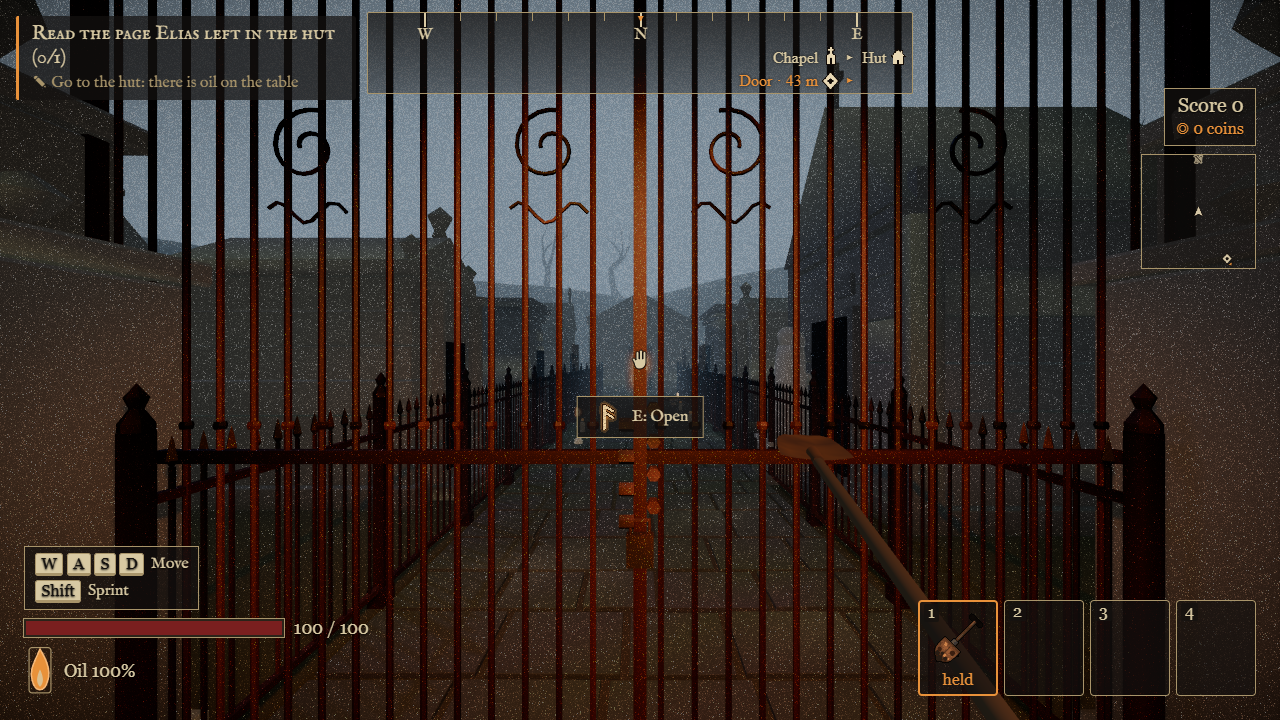 Read the page Elias left in the hut
(0/1)
Go to the hut: there is oil on the table
W N E
Chapel Hut
Door · 43 m
Score 0
0 coins
E: Open
W A S D Move
Shift Sprint
100 / 100
Oil 100%
1 2 3 4
held